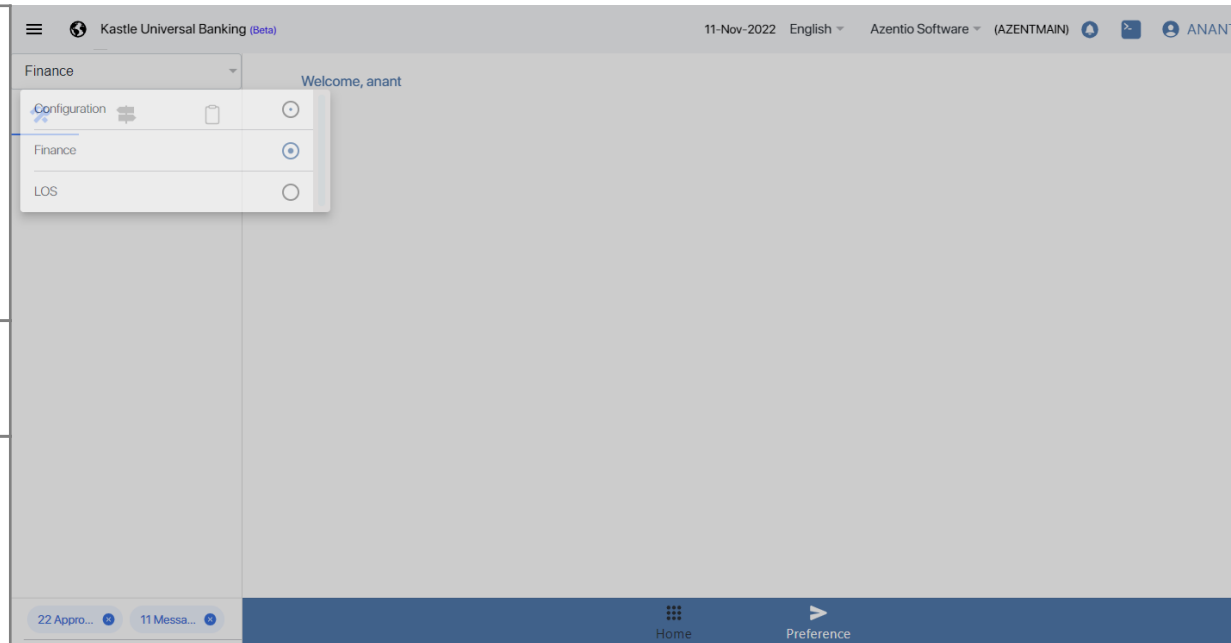 Kastle Universal Banking (Beta)
11-Nov-2022 English Azentio Software (AZENTMAIN) ANANT
Finance
Welcome, anant
Configuration
Finance
LOS
22 Appro... 11 Messa...
Home Preference